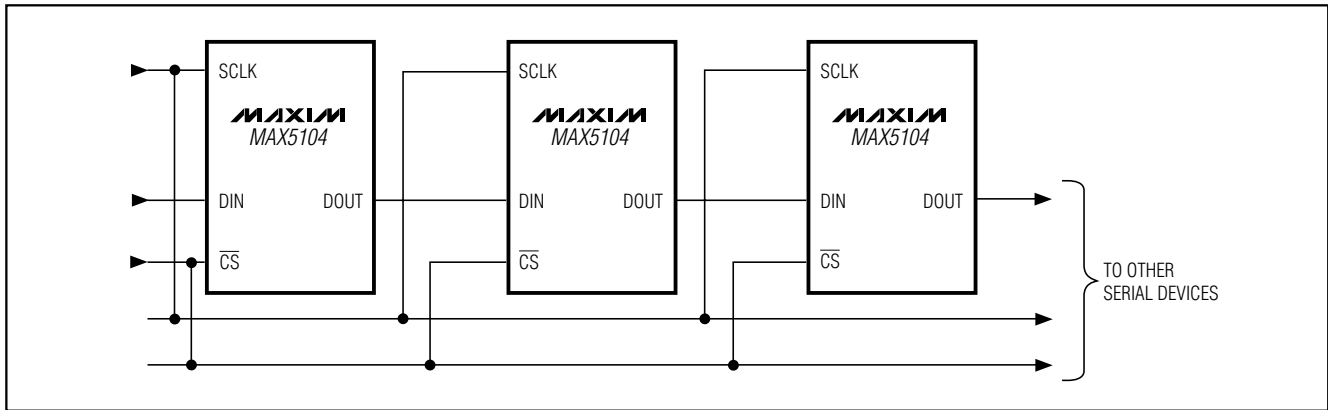 SCLK
MAXIM
MAX5104
DIN DOUT
CS
SCLK
MAXIM
MAX5104
DIN DOUT
CS
SCLK
MAXIM
MAX5104
DIN DOUT
CS
TO OTHER
SERIAL DEVICES